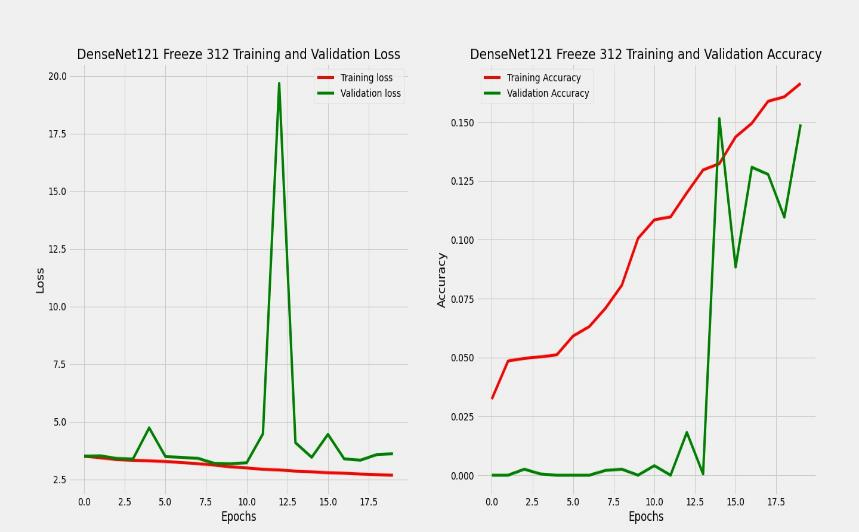 DenseNet121 Freeze 312 Training and Validation Loss
20.0
17.5
15.0
12.5
10.0
7.5
5.0
2.5
Loss
Training loss
Validation loss
0.0 2.5 5.0 7.5 10.0 12.5 15.0 17.5
Epochs
DenseNet121 Freeze 312 Training and Validation Accuracy
Training Accuracy
Validation Accuracy
0.150
0.125
0.100
0.075
0.050
0.025
0.000
Accuracy
0.0 2.5 5.0 7.5 10.0 12.5 15.0 17.5
Epochs